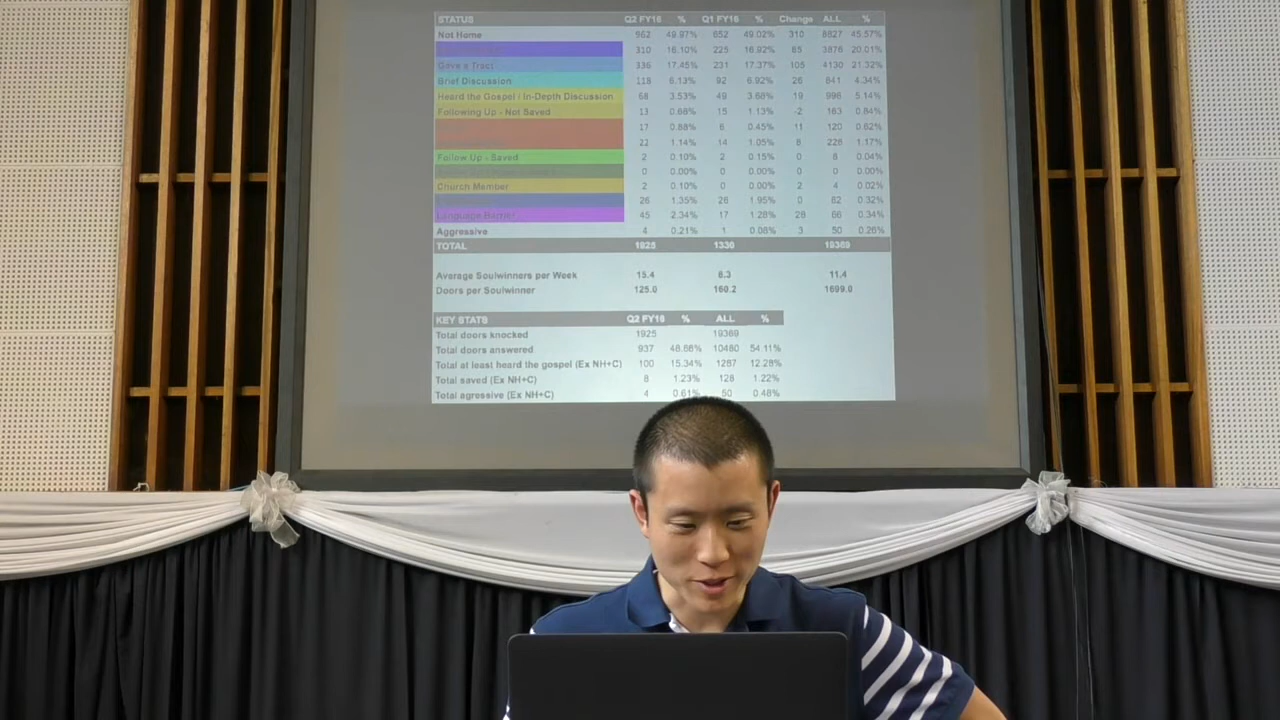 STATUS Q2 FY16 % Q1 FY16 % Change ALL %
Not Home 962 49.97% 652 49.02% 310 8827 45.57%
310 16.10% 225 16.92% 85 3876 20.01%
Gave a Tract 336 17.45% 231 17.37% 105 4130 21.32%
Brief Discussion 118 6.13% 92 6.92% 26 841 4.34%
Heard the Gospel / In-Depth Discussion 68 3.53% 49 3.68% 19 996 5.14%
Following Up - Not Saved 13 0.68% 15 1.13% -2 163 0.84%
17 0.88% 6 0.45% 11 120 0.62%
22 1.14% 14 1.05% 8 228 1.17%
Follow Up - Saved 2 0.10% 2 0.15% 0 8 0.04%
0 0.00% 0 0.00% 0 0 0.00%
Church Member 2 0.10% 0 0.00% 2 4 0.02%
26 1.35% 26 1.95% 0 62 0.32%
Language Barrier 45 2.34% 17 1.28% 28 66 0.34%
Aggressive 4 0.21% 1 0.08% 3 50 0.26%
TOTAL 1925 1330 19369
Average Soulwinners per Week 15.4 8.3 11.4
Doors per Soulwinner 125.0 160.2 1699.0
KEY STATS Q2 FY16 % ALL %
Total doors knocked 1925 19369
Total doors answered 937 48.68% 10480 54.11%
Total at least heard the gospel (Ex NH+C) 100 15.34% 1287 12.28%
Total saved (Ex NH+C) 8 1.23% 128 1.22%
Total agressive (Ex NH+C) 4 0.61% 50 0.48%